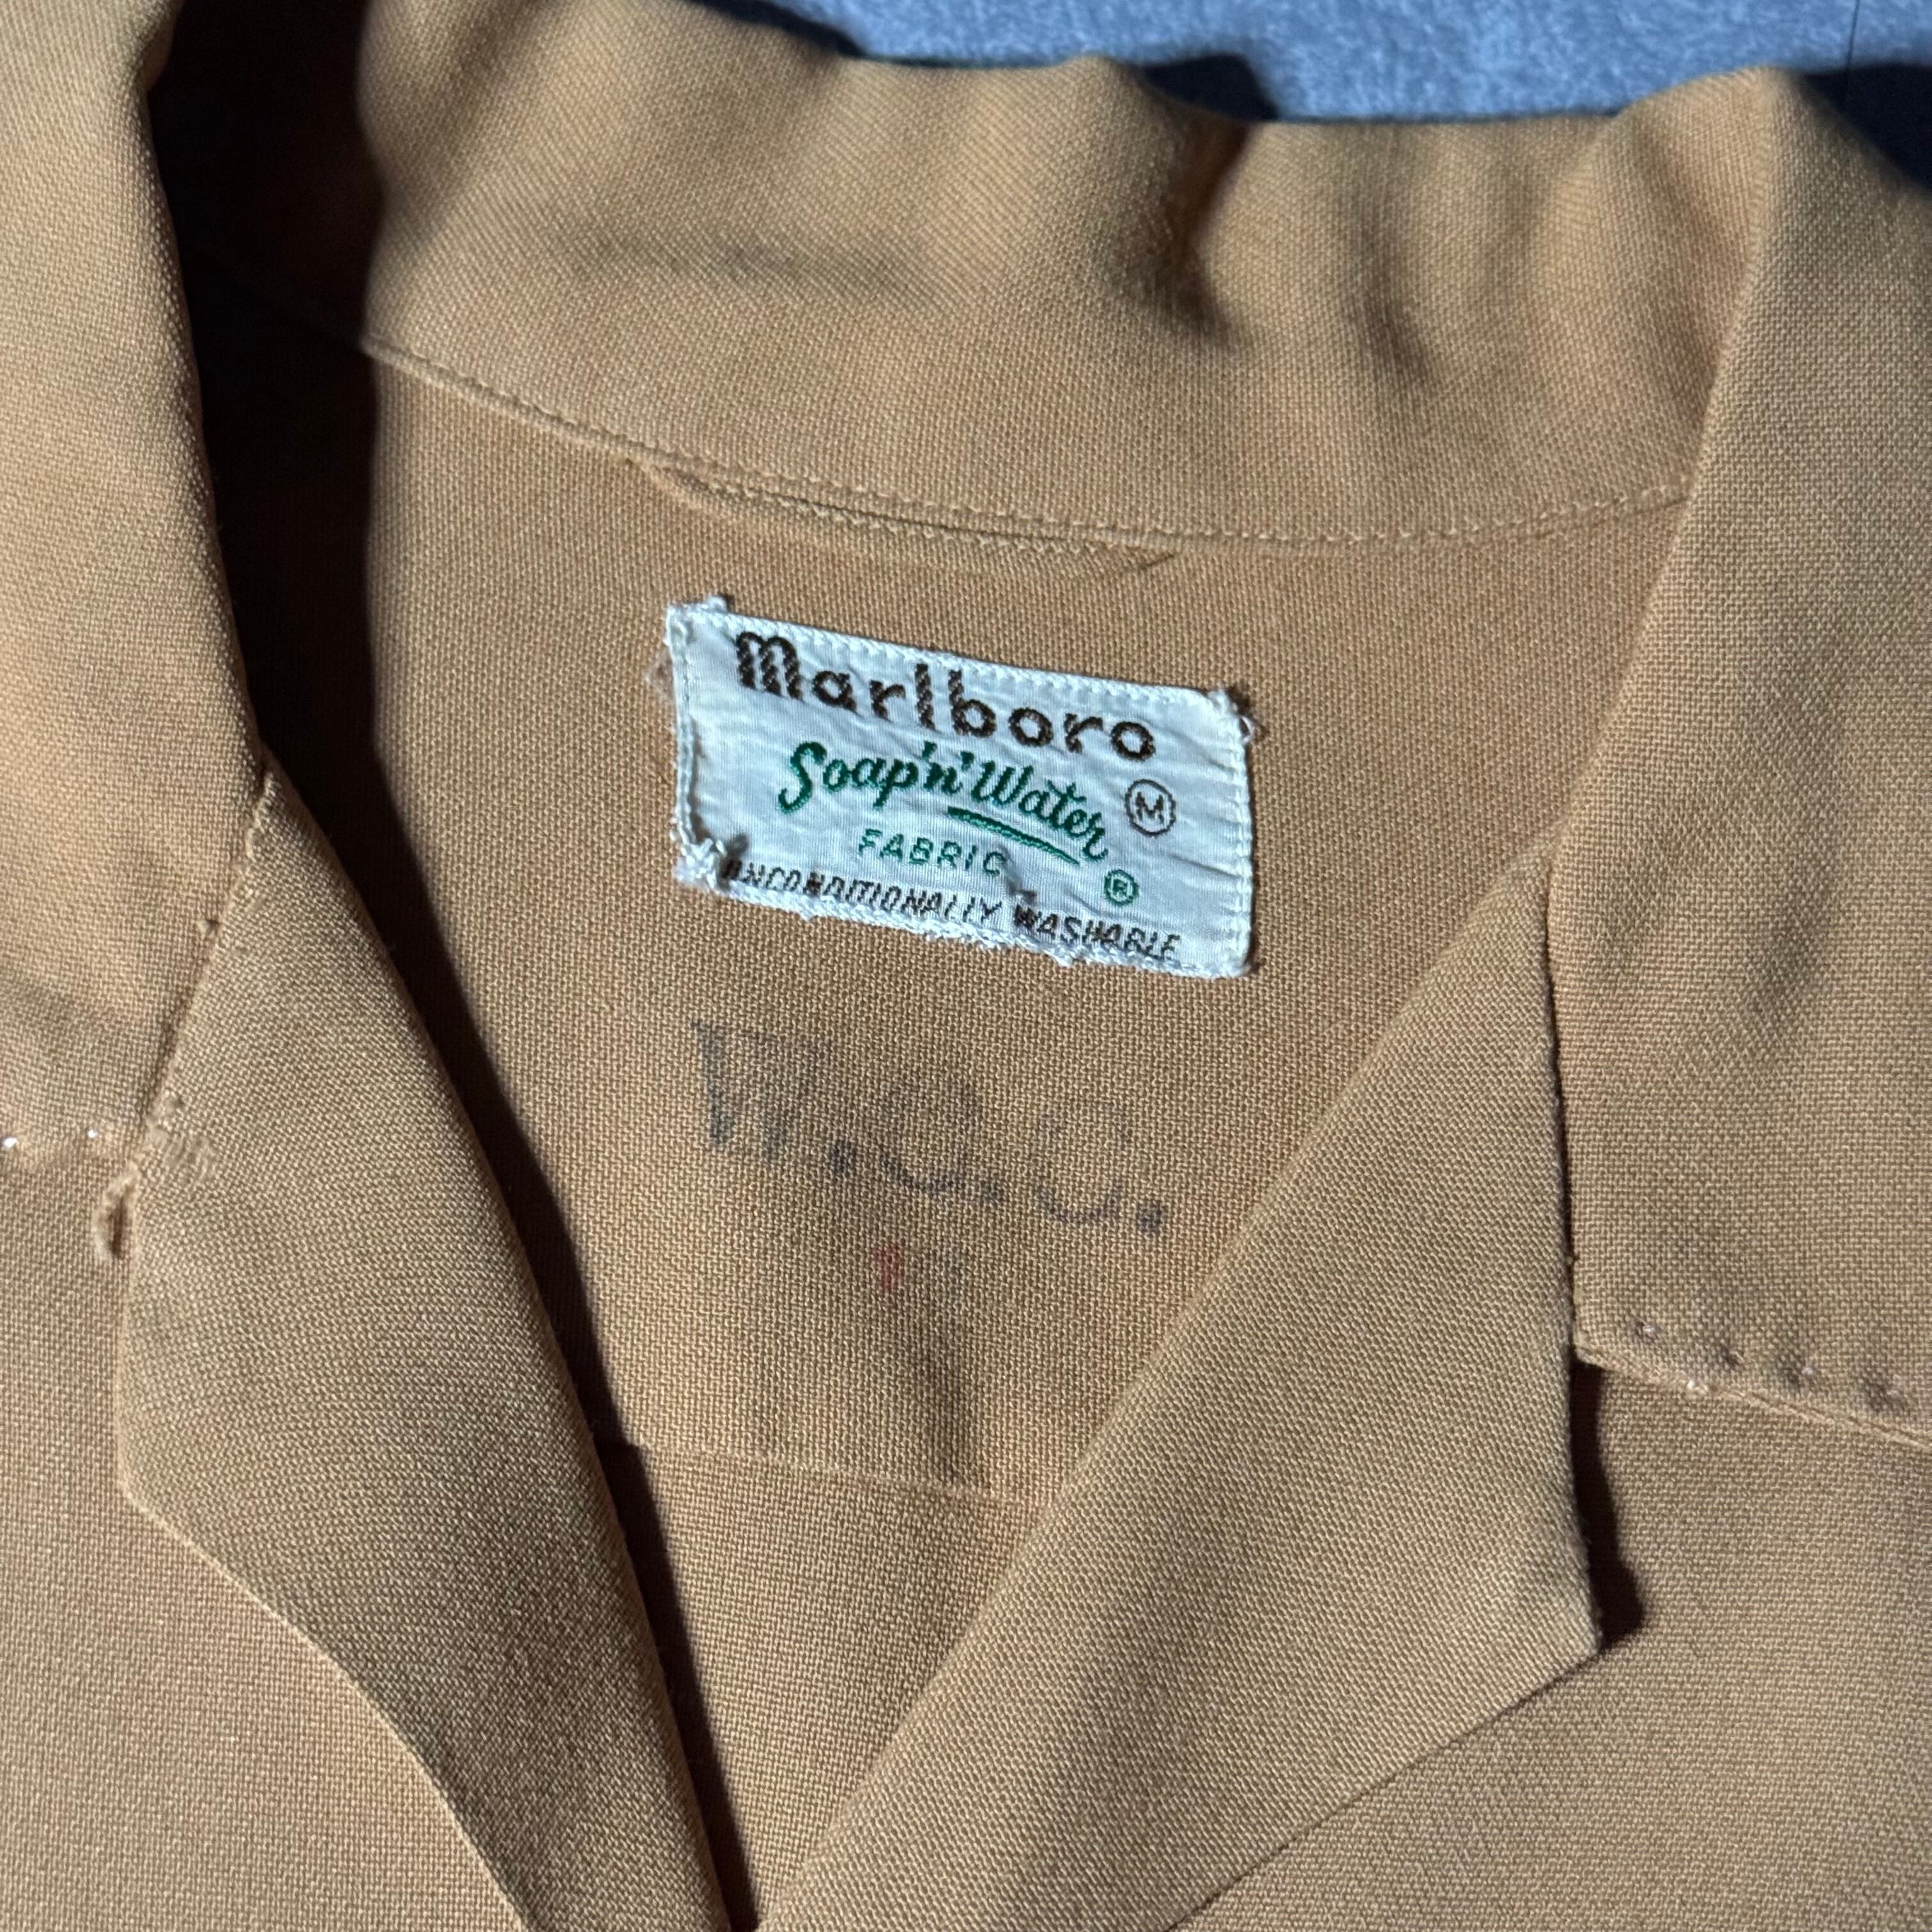 Marlboro
Soap'n'Water Ⓜ
FABRIC ®
UNCONDITIONALLY WASHABLE